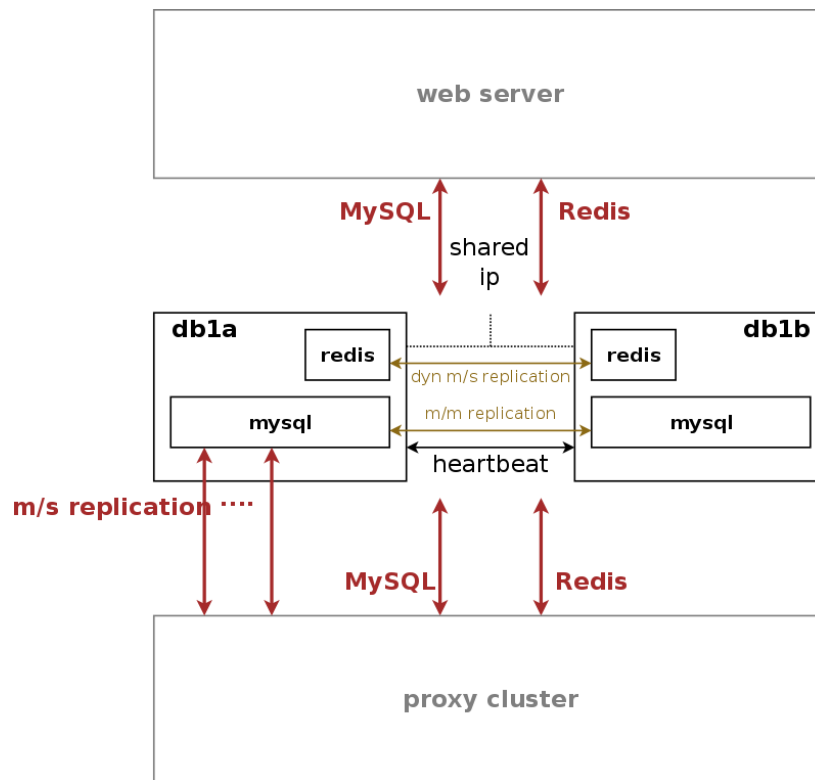 web server
MySQL
Redis
shared
ip
db1a
db1b
redis
redis
dyn m/s replication
m/m replication
mysql
mysql
heartbeat
m/s replication ····
MySQL
Redis
proxy cluster